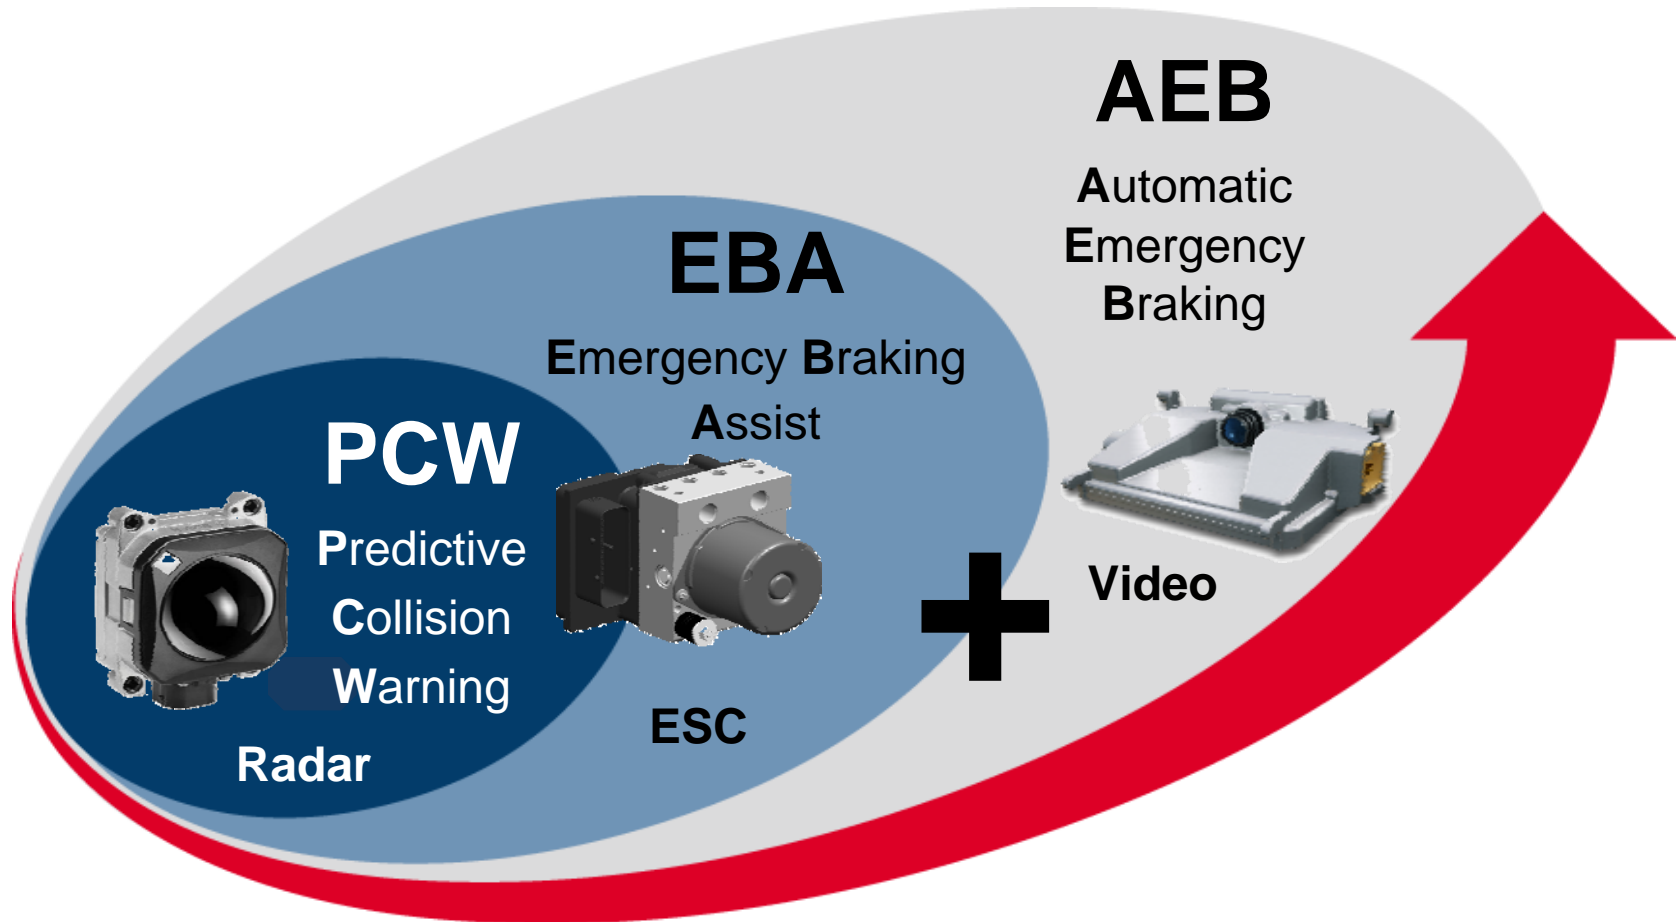 AEB
Automatic
Emergency
Braking
EBA
Emergency Braking
Assist
PCW
Predictive
Collision
Warning
Video
ESC
Radar